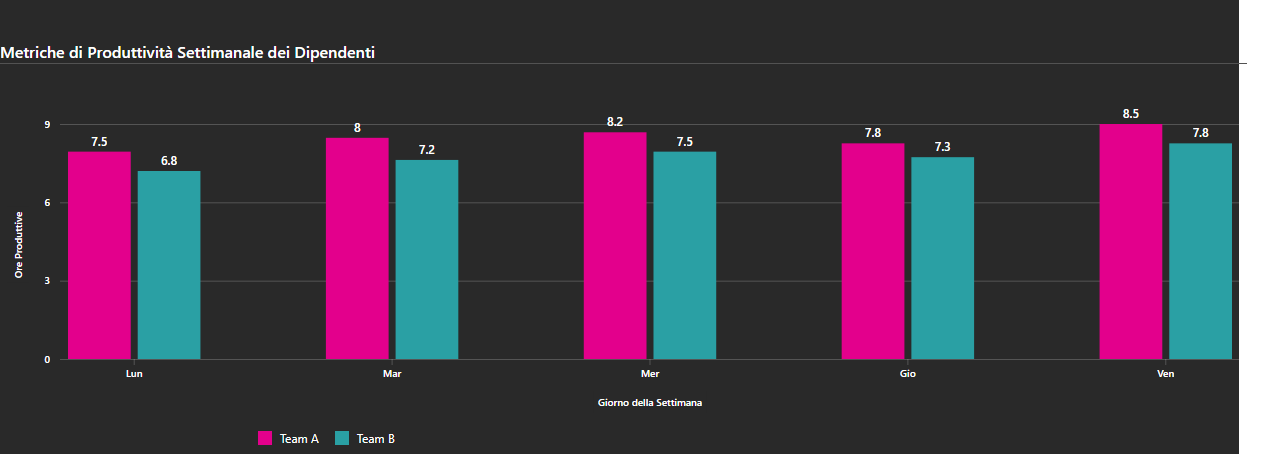 Metriche di Produttività Settimanale dei Dipendenti
Ore Produttive
9
6
3
0
7.5
6.8
8
7.2
8.2
7.5
7.8
7.3
8.5
7.8
Lun
Mar
Mer
Gio
Ven
Giorno della Settimana
Team A
Team B